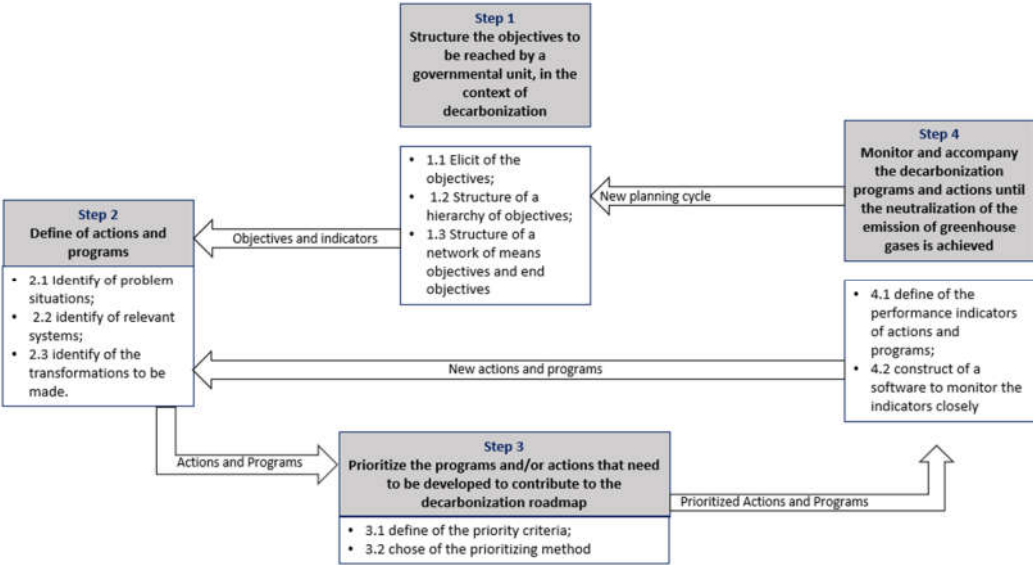 Step 1
Structure the objectives to
be reached by a
governmental unit, in the
context of
decarbonization
• 1.1 Elicit of the
objectives;
• 1.2 Structure of a
hierarchy of objectives;
• 1.3 Structure of a
network of means
objectives and end
objectives
New planning cycle
Step 4
Monitor and accompany
the decarbonization
programs and actions until
the neutralization of the
emission of greenhouse
gases is achieved
• 4.1 define of the
performance indicators
of actions and
programs;
• 4.2 construct of a
software to monitor the
indicators closely
Objectives and indicators
Step 2
Define of actions and
programs
• 2.1 Identify of problem
situations;
• 2.2 identify of relevant
systems;
• 2.3 identify of the
transformations to be
made.
New actions and programs
Actions and Programs
Step 3
Prioritize the programs and/or actions that need
to be developed to contribute to the
decarbonization roadmap
• 3.1 define of the priority criteria;
• 3.2 chose of the prioritizing method
Prioritized Actions and Programs